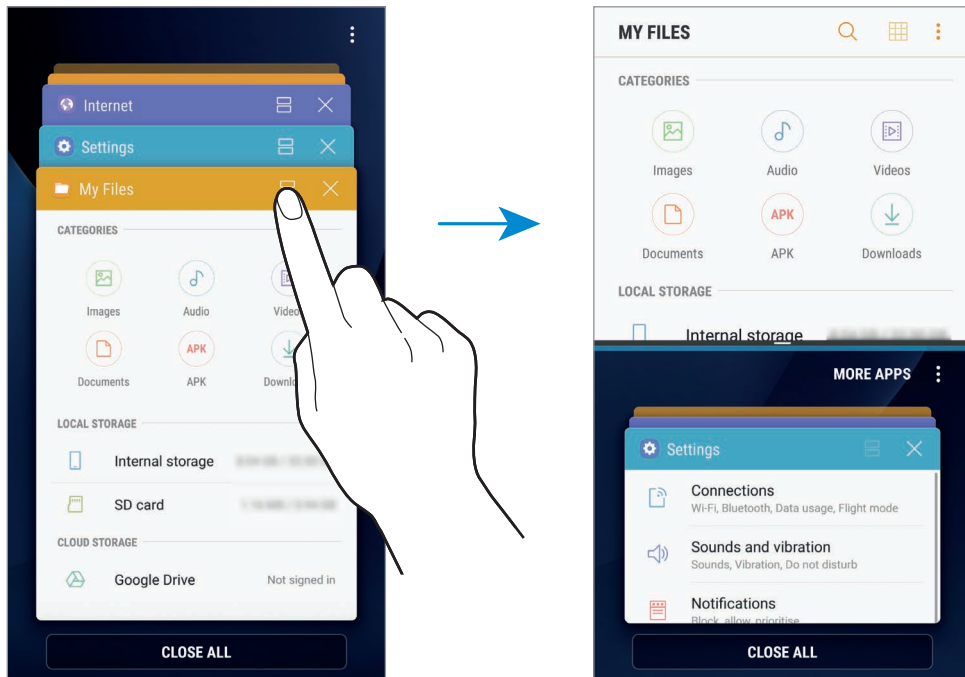 Internet
Settings
My Files
CATEGORIES
Images Audio
Documents APK
LOCAL STORAGE
Internal storage
SD card
CLOUD STORAGE
Google Drive Not signed in
CLOSE ALL
MY FILES
CATEGORIES
Images Audio Videos
APK
Documents APK Downloads
LOCAL STORAGE
Internal storage
MORE APPS
Settings
Connections
Wi-Fi, Bluetooth, Data usage, Flight mode
Sounds and vibration
Sounds, Vibration, Do not disturb
Notifications
Block, allow, prioritise
CLOSE ALL